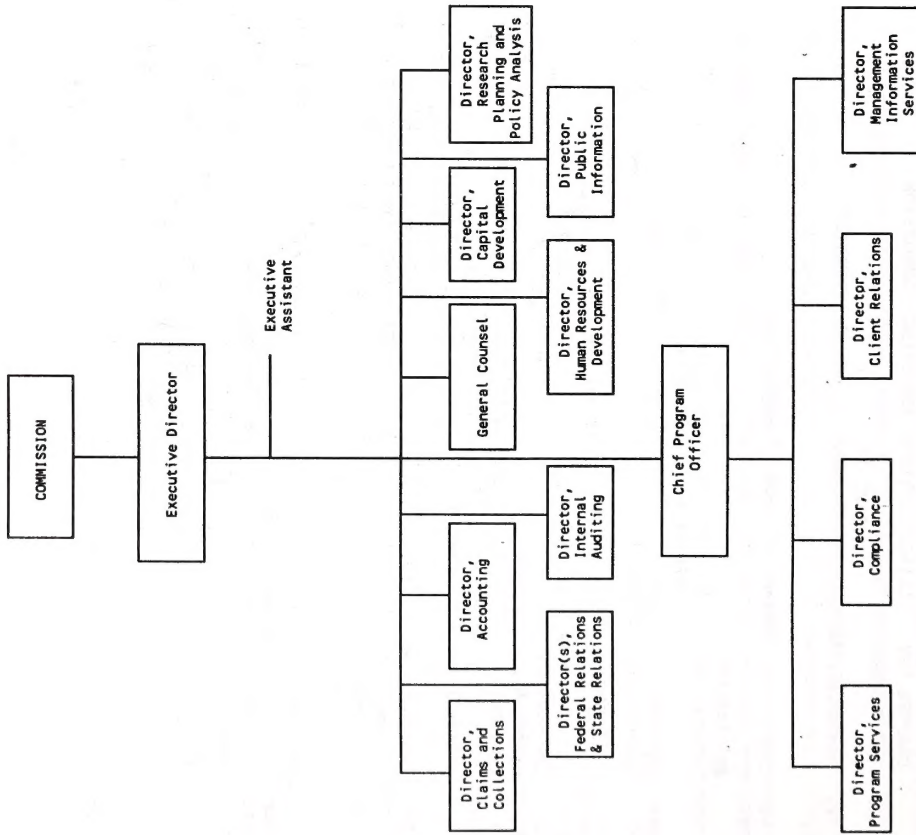 COMMISSION
Executive Director
Executive
Assistant
Director,
Claims and
Collections
Director,
Accounting
General Counsel
Director,
Capital
Development
Director,
Research
Planning and
Policy Analysis
Director(s),
Federal Relations
& State Relations
Director,
Internal
Auditing
Director,
Human Resources &
Development
Director,
Public
Information
Chief Program
Officer
Director,
Program Services
Director,
Compliance
Director,
Client Relations
Director,
Management
Information
Services